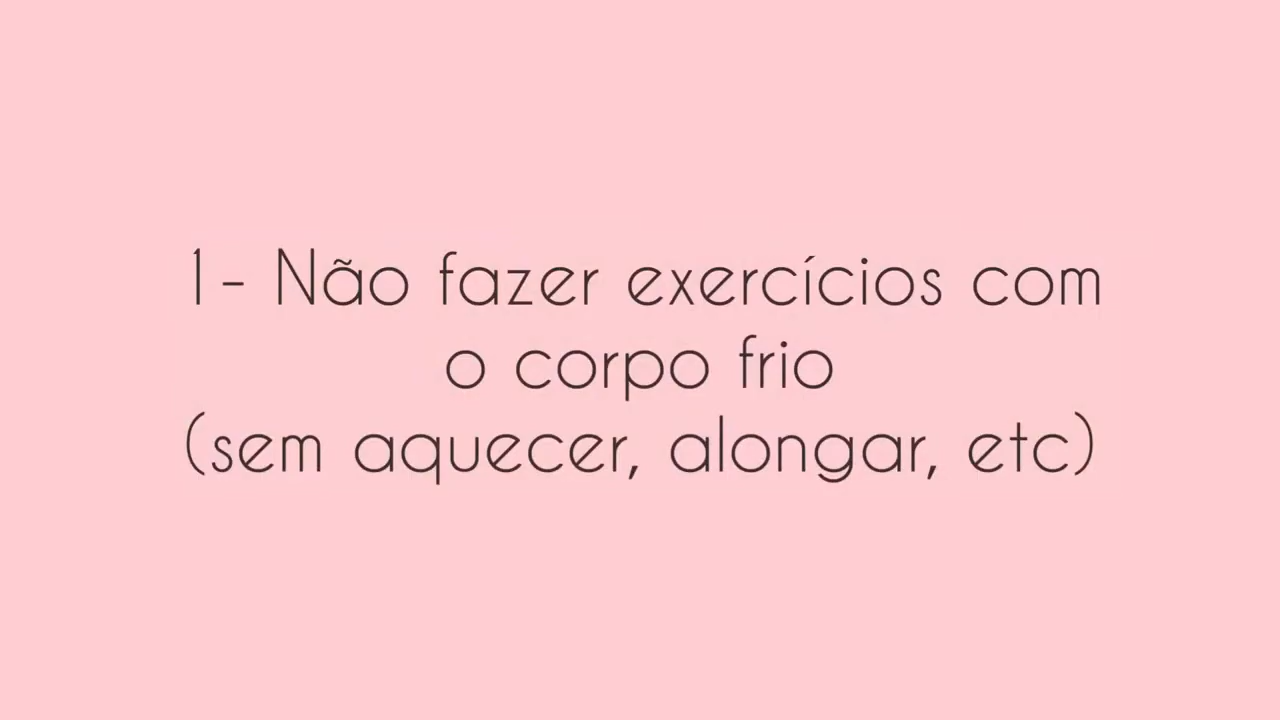 1- Não fazer exercícios com
o corpo frio
(sem aquecer, alongar, etc)